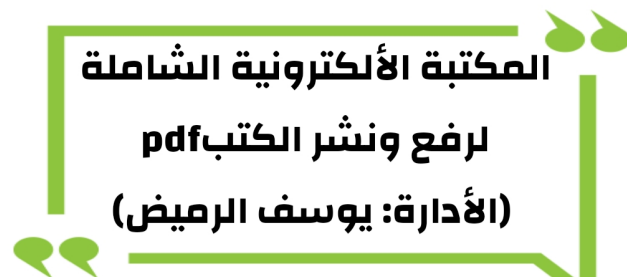 المكتبة الألكترونية الشاملة
لرفع ونشر الكتبpdf
(الأدارة: يوسف الرميض)